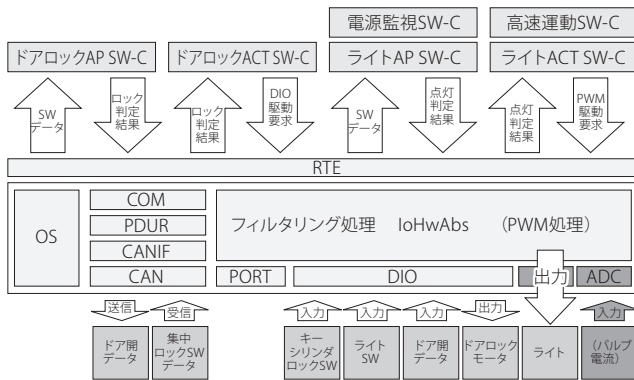 電源監視SW-C
高速運動SW-C
ドアロックAP SW-C
ドアロックACT SW-C
ライトAP SW-C
ライトACT SW-C
SW
データ
ロック
判定
結果
ロック
判定
結果
DIO
駆動
要求
SW
データ
点灯
判定
結果
点灯
判定
結果
PWM
駆動
要求
RTE
OS
COM
PDUR
CANIF
CAN
フィルタリング処理 IoHwAbs (PWM処理)
PORT
DIO
出力
ADC
送信
受信
入力
入力
入力
出力
入力
ドア開
データ
集中
ロックSW
データ
キー
シリンダ
ロックSW
ライト
SW
ドア開
データ
ドアロック
モータ
ライト
(バルブ
電流)